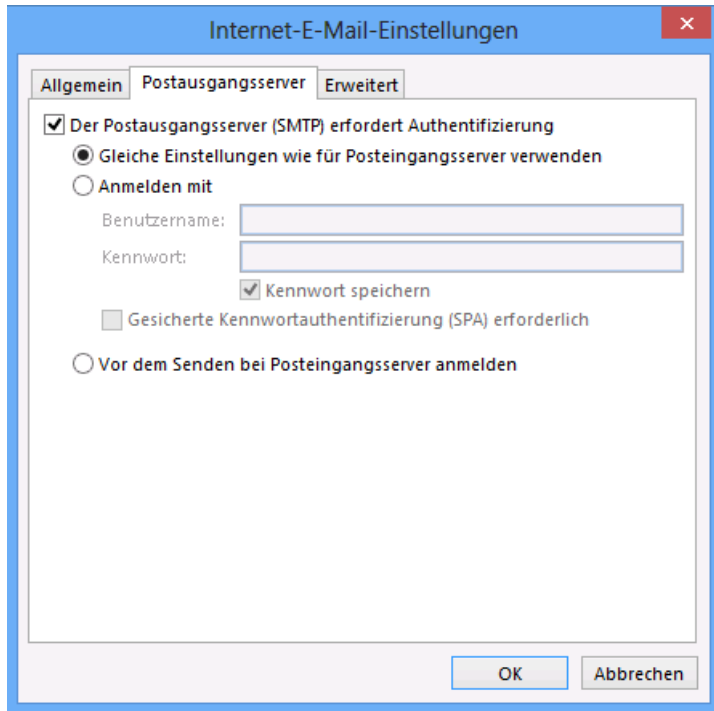 Internet-E-Mail-Einstellungen
Allgemein Postausgangsserver Erweitert
Der Postausgangsserver (SMTP) erfordert Authentifizierung
Gleiche Einstellungen wie für Posteingangsserver verwenden
Anmelden mit
Benutzername:
Kennwort:
Kennwort speichern
Gesicherte Kennwortauthentifizierung (SPA) erforderlich
Vor dem Senden bei Posteingangsserver anmelden
OK Abbrechen